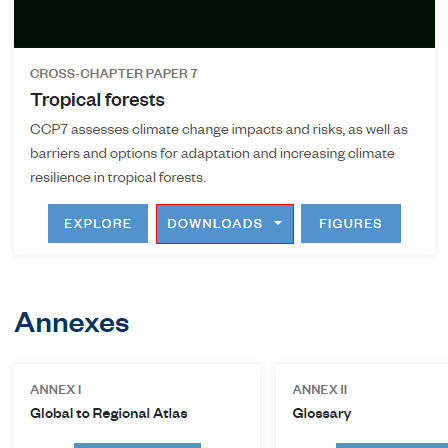 CROSS-CHAPTER PAPER 7
Tropical forests
CCP7 assesses climate change impacts and risks, as well as
barriers and options for adaptation and increasing climate
resilience in tropical forests.
EXPLORE DOWNLOADS FIGURES
Annexes
ANNEX I ANNEX II
Global to Regional Atlas Glossary